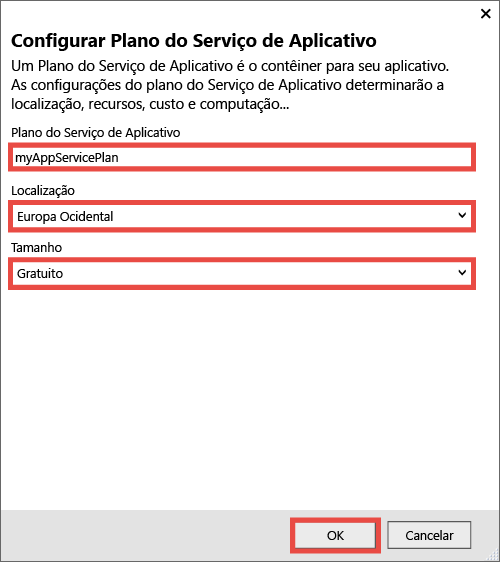 Configurar Plano do Serviço de Aplicativo
Um Plano do Serviço de Aplicativo é o contêiner para seu aplicativo.
As configurações do plano do Serviço de Aplicativo determinarão a
localização, recursos, custo e computação...
Plano do Serviço de Aplicativo
myAppServicePlan
Localização
Europa Ocidental
Tamanho
Gratuito
OK
Cancelar